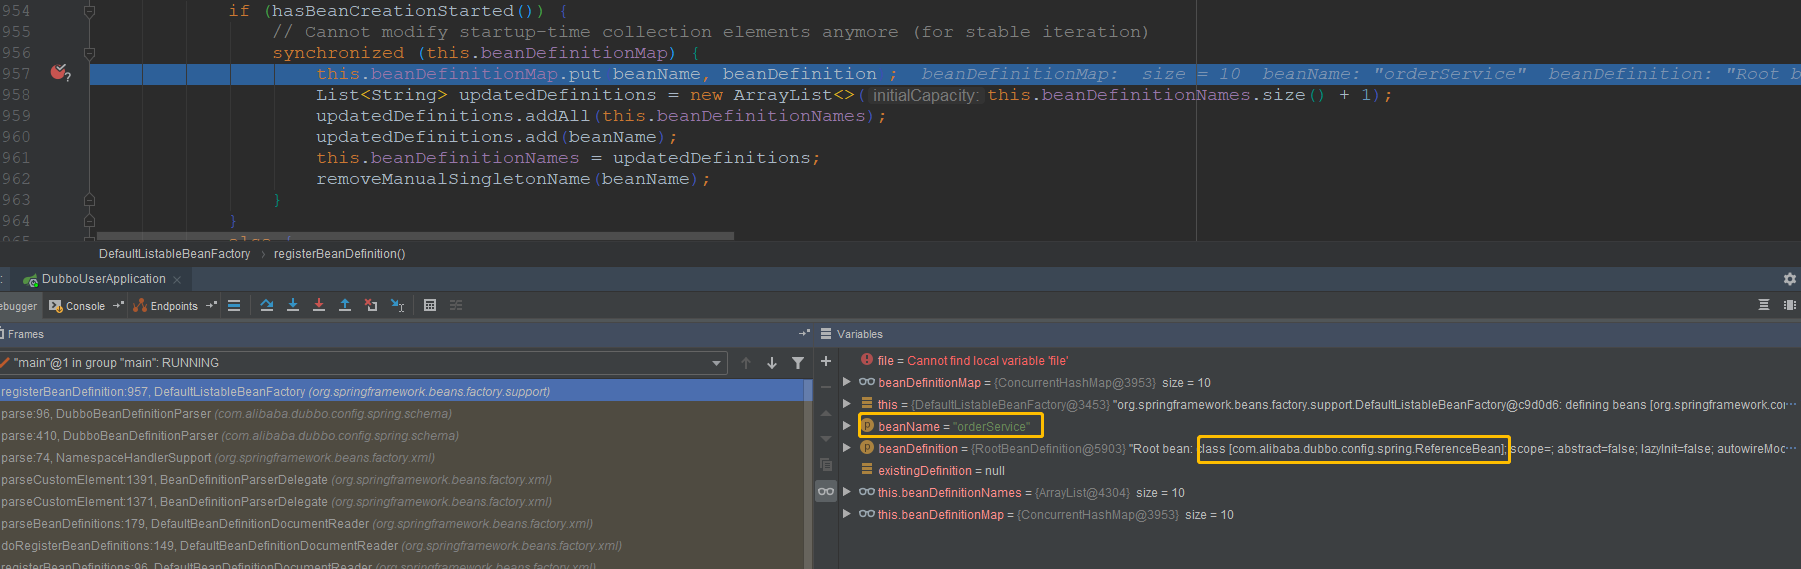 954 if (hasBeanCreationStarted()) {
955 // Cannot modify startup-time collection elements anymore (for stable iteration)
956 synchronized (this.beanDefinitionMap) {
957 this.beanDefinitionMap.put beanName, beanDefinition ; beanDefinitionMap: size = 10 beanName: "orderService" beanDefinition: "Root b
958 List<String> updatedDefinitions = new ArrayList<>( initialCapacity: this.beanDefinitionNames.size() + 1);
959 updatedDefinitions.addAll(this.beanDefinitionNames);
960 updatedDefinitions.add(beanName);
961 this.beanDefinitionNames = updatedDefinitions;
962 removeManualSingletonName(beanName);
963 }
964 }
965 else {
DefaultListableBeanFactory › registerBeanDefinition()
: DubboUserApplication ×
ebugger Console Endpoints
Frames
"main"@1 in group "main": RUNNING
registerBeanDefinition:957, DefaultListableBeanFactory (org.springframework.beans.factory.support)
parse:96, DubboBeanDefinitionParser (com.alibaba.dubbo.config.spring.schema)
parse:410, DubboBeanDefinitionParser (com.alibaba.dubbo.config.spring.schema)
parse:74, NamespaceHandlerSupport (org.springframework.beans.factory.xml)
parseCustomElement:1391, BeanDefinitionParserDelegate (org.springframework.beans.factory.xml)
parseCustomElement:1371, BeanDefinitionParserDelegate (org.springframework.beans.factory.xml)
parseBeanDefinitions:179, DefaultBeanDefinitionDocumentReader (org.springframework.beans.factory.xml)
doRegisterBeanDefinitions:149, DefaultBeanDefinitionDocumentReader (org.springframework.beans.factory.xml)
registerBeanDefinitions:96, DefaultBeanDefinitionDocumentReader (org.springframework.beans.factory.xml)
Variables
file = Cannot find local variable 'file'
beanDefinitionMap = {ConcurrentHashMap@3953} size = 10
this = {DefaultListableBeanFactory@3453} "org.springframework.beans.factory.support.DefaultListableBeanFactory@c9d0d6: defining beans [org.springframework.cor...
beanName = "orderService"
beanDefinition = {RootBeanDefinition@5903} "Root bean: class [com.alibaba.dubbo.config.spring.ReferenceBean]; scope=; abstract=false; lazyInit=false; autowireMoc...
existingDefinition = null
this.beanDefinitionNames = {ArrayList@4304} size = 10
this.beanDefinitionMap = {ConcurrentHashMap@3953} size = 10